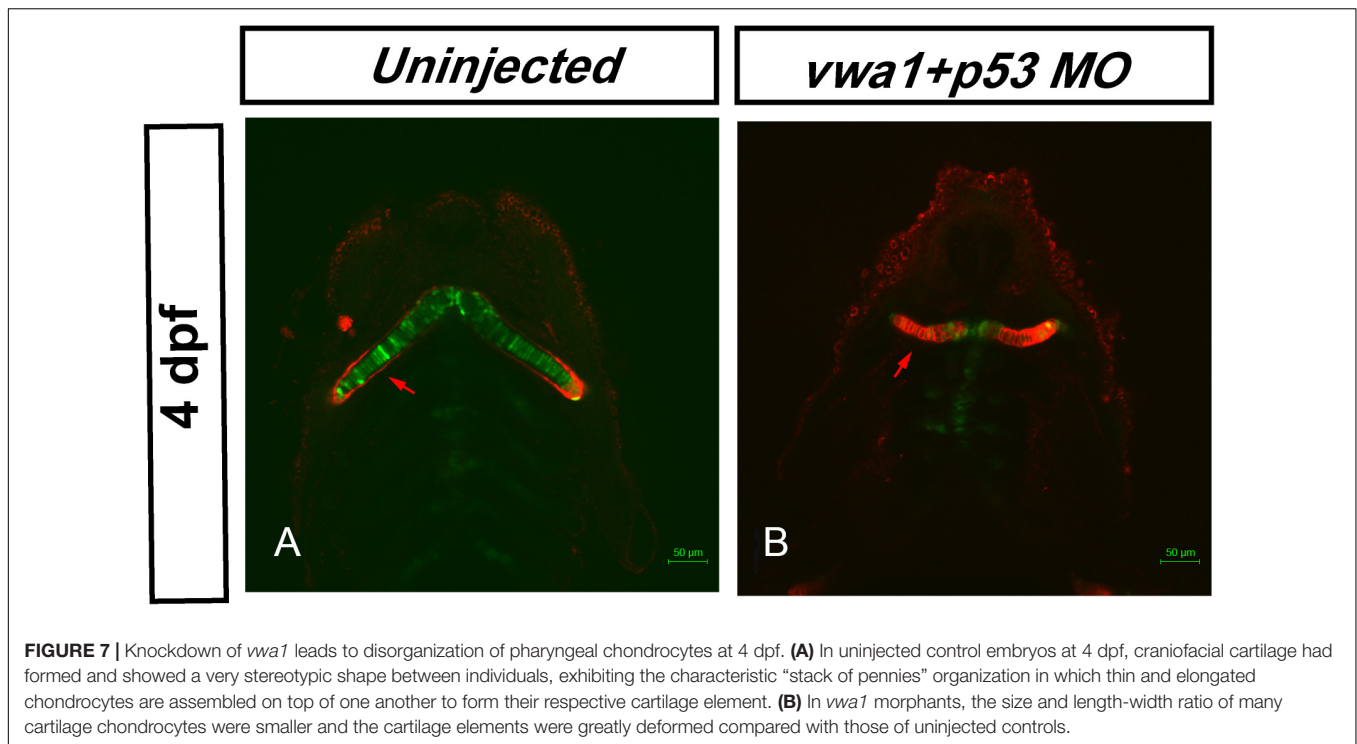 Uninjected
vwa1+p53 MO
4 dpf
A
50 µm
B
50 µm
FIGURE 7 | Knockdown of vwa1 leads to disorganization of pharyngeal chondrocytes at 4 dpf. (A) In uninjected control embryos at 4 dpf, craniofacial cartilage had
formed and showed a very stereotypic shape between individuals, exhibiting the characteristic “stack of pennies” organization in which thin and elongated
chondrocytes are assembled on top of one another to form their respective cartilage element. (B) In vwa1 morphants, the size and length-width ratio of many
cartilage chondrocytes were smaller and the cartilage elements were greatly deformed compared with those of uninjected controls.